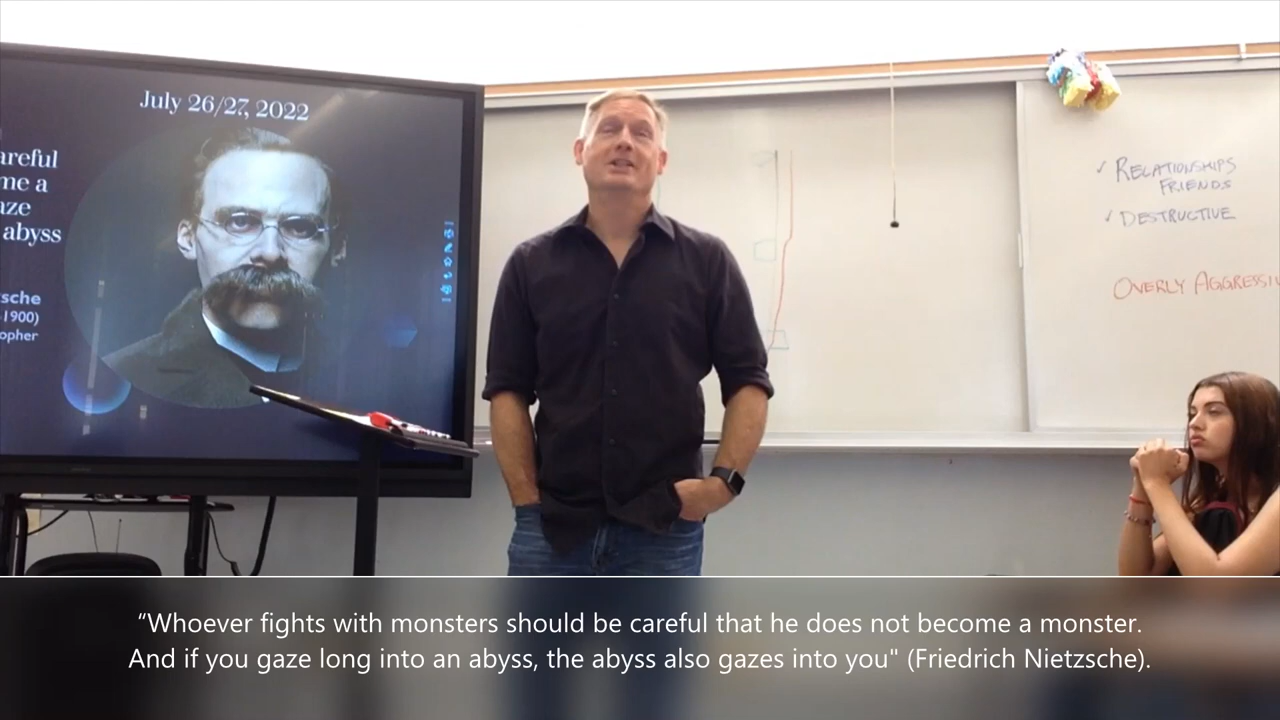 July 26/27, 2022
areful
me a
aze
abyss
sche
1900)
opher
✓ RELATIONSHIPS
FRIENDS
✓ DESTRUCTIVE
OVERLY AGGRESSI
“Whoever fights with monsters should be careful that he does not become a monster.
And if you gaze long into an abyss, the abyss also gazes into you" (Friedrich Nietzsche).